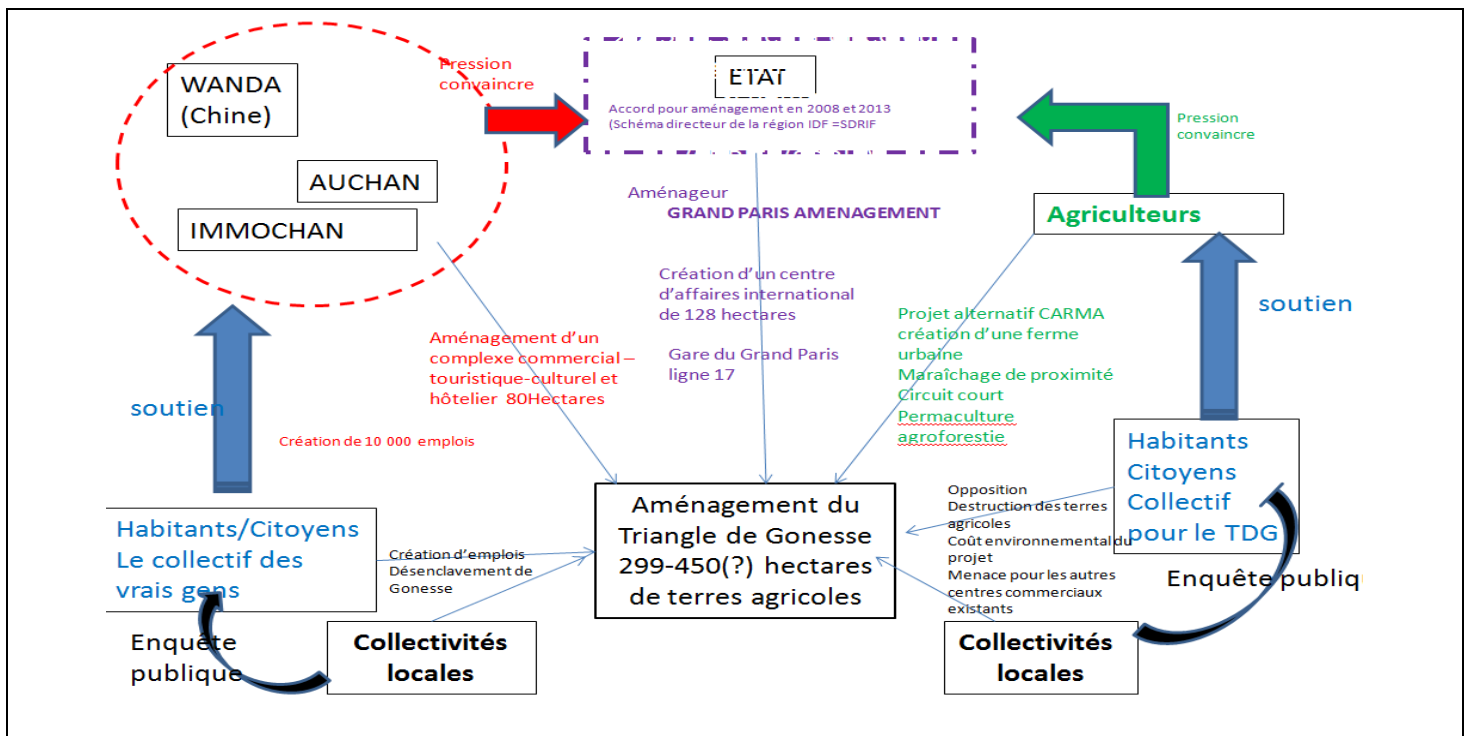 WANDA
(Chine)
AUCHAN
IMMOCHAN
Pression
convaincre
ETAT
Accord pour aménagement en 2008 et 2013
(Schéma directeur de la région IDF =SDRIF
Pression
convaincre
Aménageur
GRAND PARIS AMENAGEMENT
Agriculteurs
Création d’un centre
d’affaires international
de 128 hectares
Gare du Grand Paris
ligne 17
soutien
Aménagement d’un
complexe commercial –
touristique-culturel et
hôtelier 80Hectares
Projet alternatif CARMA
création d’une ferme
urbaine
Maraîchage de proximité
Circuit court
Permaculture
agroforestie
soutien
Création de 10 000 emplois
Habitants
Citoyens
Collectif
pour le TDG
Aménagement du
Triangle de Gonesse
299-450(?) hectares
de terres agricoles
Opposition
Destruction des terres
agricoles
Coût environnemental du
projet
Menace pour les autres
centres commerciaux
existants
Habitants/Citoyens
Le collectif des
vrais gens
Création d’emplois
Désenclavement de
Gonesse
Enquête publiqu
Enquête
publique
Collectivités
locales
Collectivités
locales